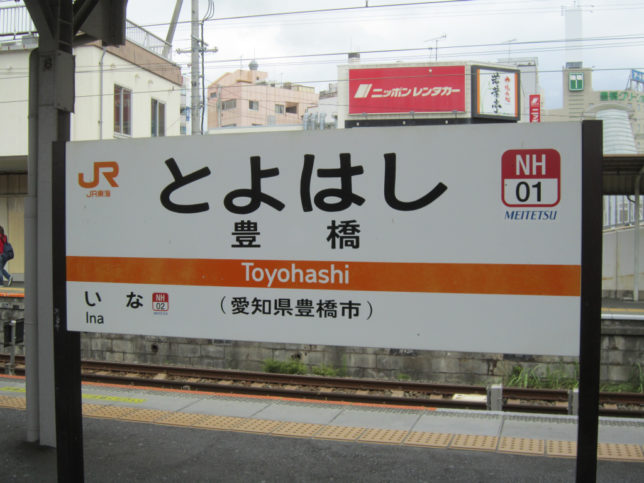 ニッポンレンタカー
JR
JR東海
とよはし
豊橋
Toyohashi
NH
01
MEITETSU
いな
Ina
NH
02
MEITETSU
(愛知県豊橋市)